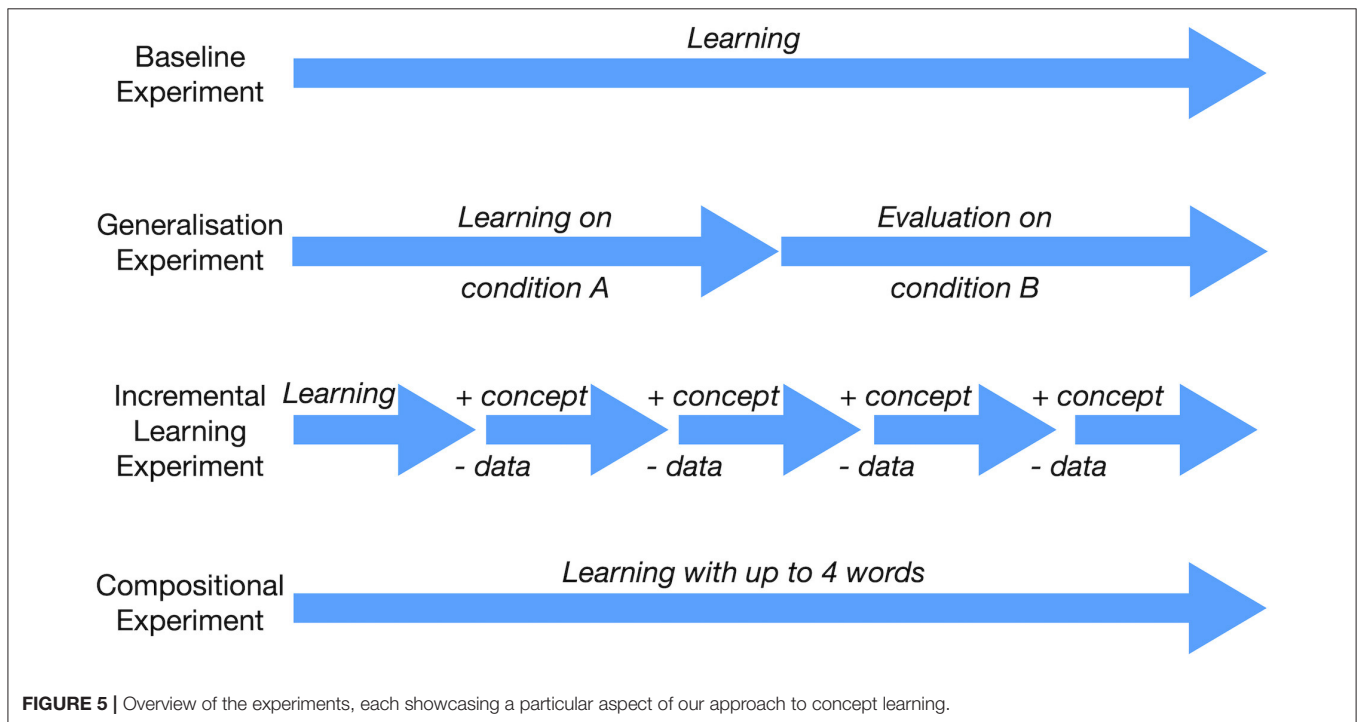 Baseline
Experiment
Learning
Generalisation
Experiment
Learning on
condition A
Evaluation on
condition B
Incremental
Learning
Experiment
Learning
+ concept
- data
+ concept
- data
+ concept
- data
+ concept
- data
Compositional
Experiment
Learning with up to 4 words
FIGURE 5 | Overview of the experiments, each showcasing a particular aspect of our approach to concept learning.